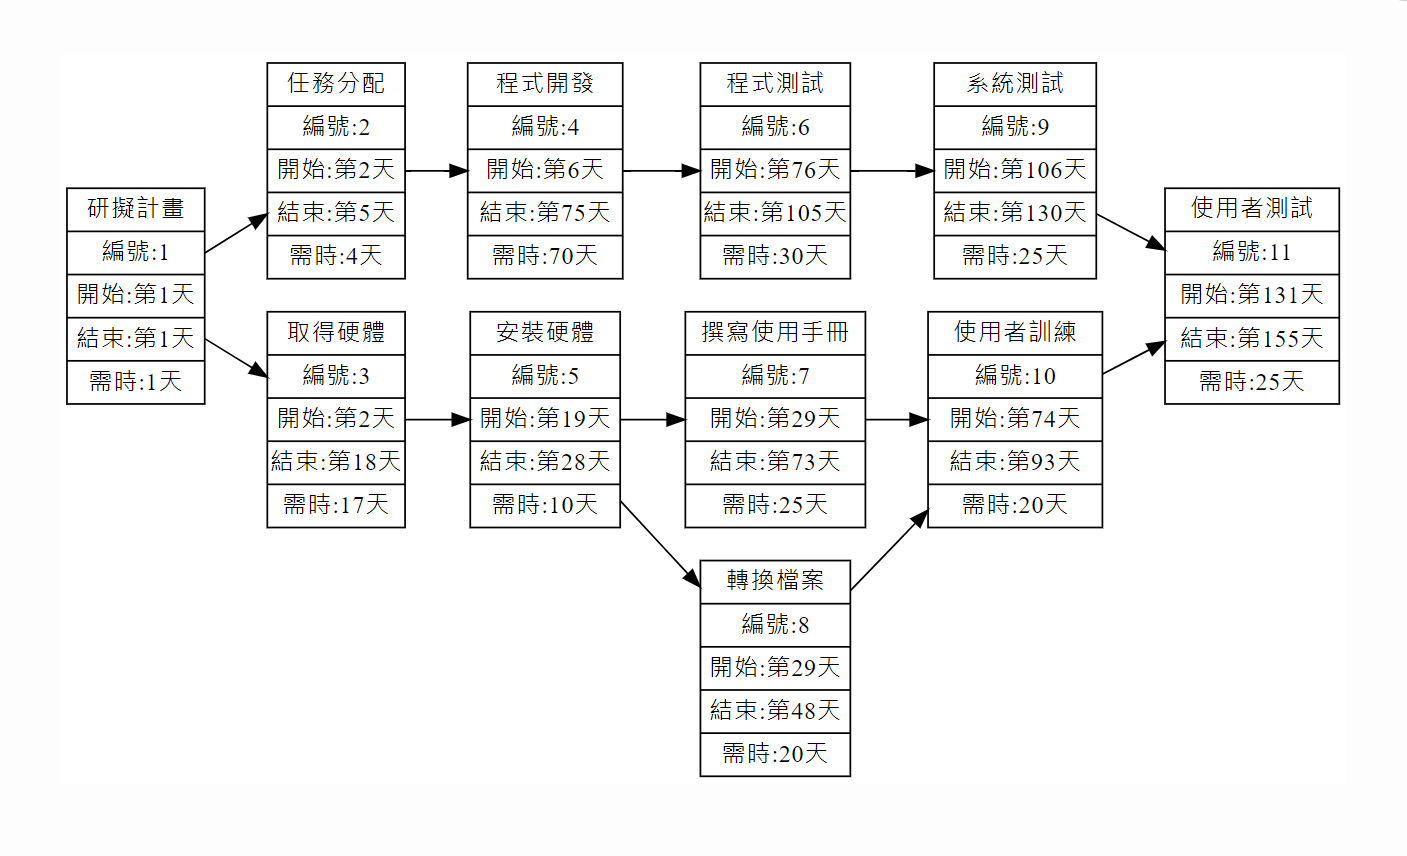 研擬計畫
編號:1
開始:第1天
結束:第1天
需時:1天
任務分配
編號:2
開始:第2天
結束:第5天
需時:4天
程式開發
編號:4
開始:第6天
結束:第75天
需時:70天
程式測試
編號:6
開始:第76天
結束:第105天
需時:30天
系統測試
編號:9
開始:第106天
結束:第130天
需時:25天
取得硬體
編號:3
開始:第2天
結束:第18天
需時:17天
安裝硬體
編號:5
開始:第19天
結束:第28天
需時:10天
撰寫使用手冊
編號:7
開始:第29天
結束:第73天
需時:25天
使用者訓練
編號:10
開始:第74天
結束:第93天
需時:20天
轉換檔案
編號:8
開始:第29天
結束:第48天
需時:20天
使用者測試
編號:11
開始:第131天
結束:第155天
需時:25天